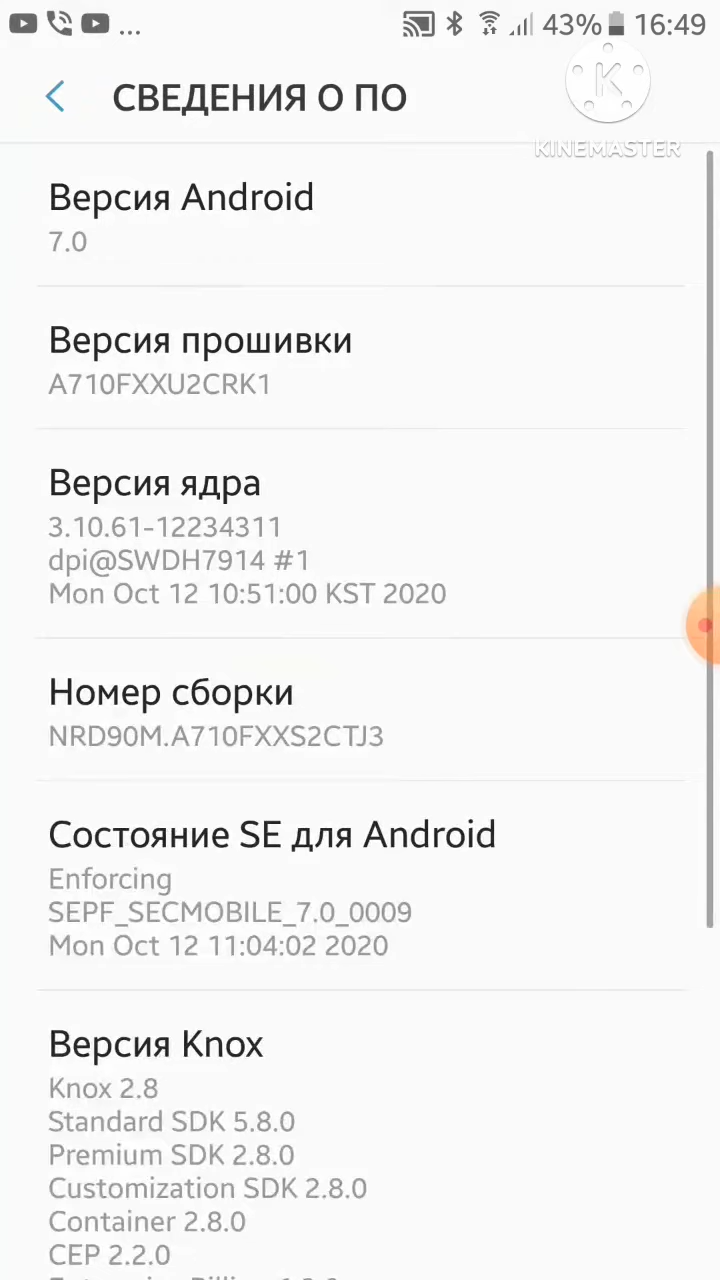 ... 43% 16:49
СВЕДЕНИЯ О ПО
K
KINEMASTER
Версия Android
7.0
Версия прошивки
A710FXXU2CRK1
Версия ядра
3.10.61-12234311
dpi@SWDH7914 #1
Mon Oct 12 10:51:00 KST 2020
Номер сборки
NRD90M.A710FXXS2CTJ3
Состояние SE для Android
Enforcing
SEPF_SECMOBILE_7.0_0009
Mon Oct 12 11:04:02 2020
Версия Knox
Knox 2.8
Standard SDK 5.8.0
Premium SDK 2.8.0
Customization SDK 2.8.0
Container 2.8.0
CEP 2.2.0